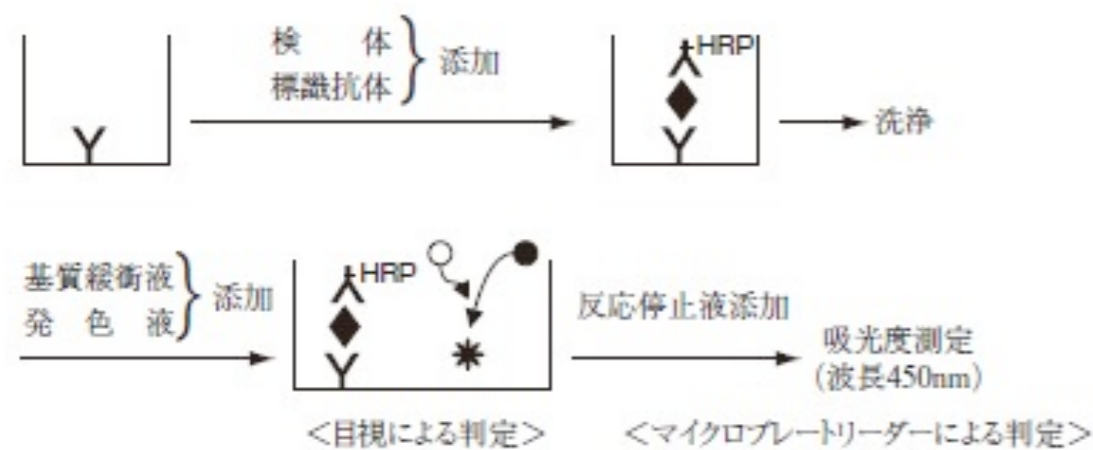 検 体
標識抗体
添加
HRP
洗浄
基質緩衝液
発 色 液
添加
HRP
反応停止液添加
吸光度測定
(波長450nm)
＜目視による判定＞
＜マイクロプレートリーダーによる判定＞